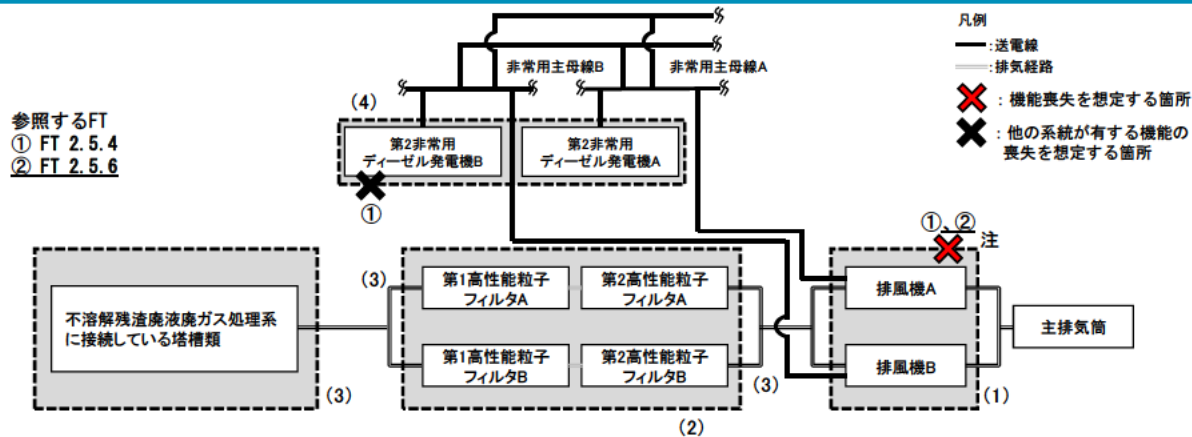 凡例
:送電線
:排気経路
:機能喪失を想定する箇所
:他の系統が有する機能の
喪失を想定する箇所
参照するFT
① FT 2.5.4
② FT 2.5.6
非常用主母線B
非常用主母線A
(4)
第2非常用
ディーゼル発電機B
第2非常用
ディーゼル発電機A
①
①、②
注
不溶解残渣廃液廃ガス処理系
に接続している塔槽類
(3)
(3)
第1高性能粒子
フィルタA
第2高性能粒子
フィルタA
第1高性能粒子
フィルタB
第2高性能粒子
フィルタB
(3)
(2)
排風機A
排風機B
(1)
主排気筒